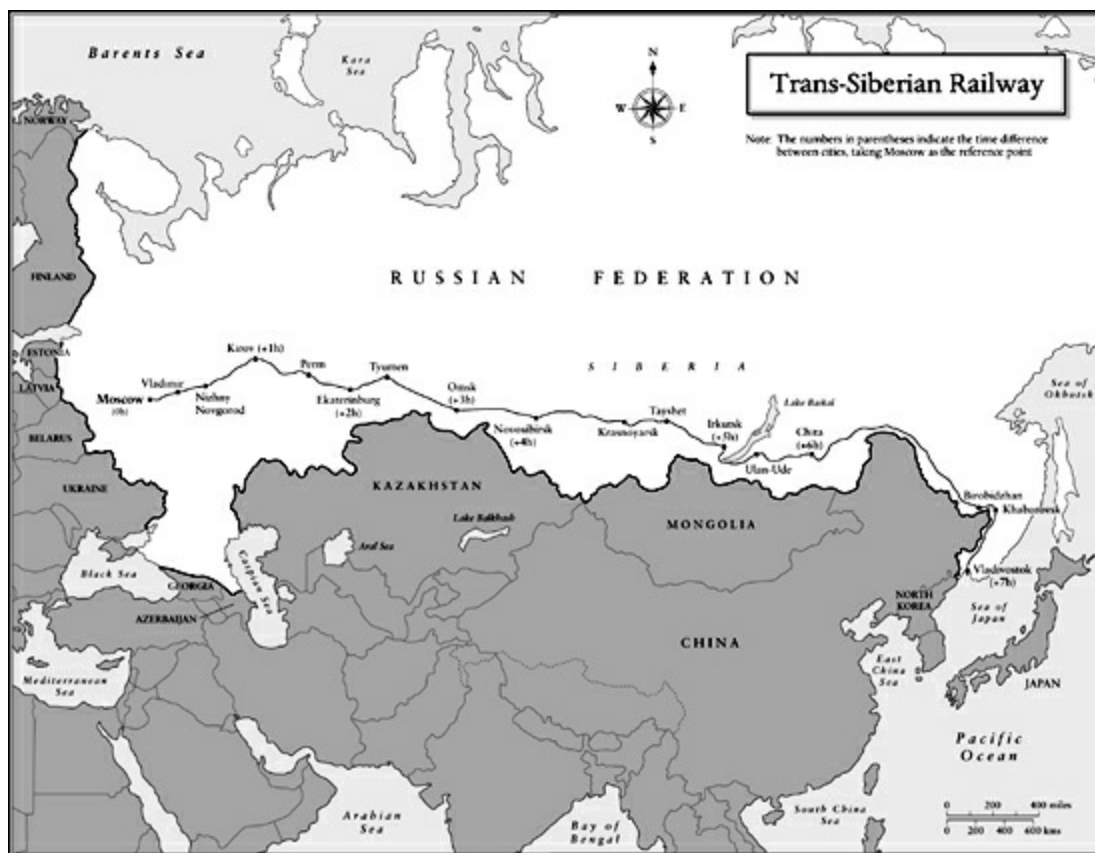 Barents Sea
Kara
Sea
N
W
E
S
Trans-Siberian Railway
Note The numbers in parentheses indicate the time difference
between cities, taking Moscow as the reference point
NORWAY
FINLAND
RUSSIAN FEDERATION
ESTONIA
LATVIA
BELARUS
UKRAINE
SIBERIA
Moscow
(0h)
Vladimir
Nizhny
Novgorod
Kirov (+1h)
Perm
Ekaterinburg
(+2h)
Tyumen
Omsk
(+3h)
Novosibirsk
(+4h)
Krasnoyarsk
Tayshet
Irkutsk
(+5h)
Lake Baikal
Ulan-Ude
Chita
(+6h)
Sea of
Okhotsk
Birobidzhan
Khabarovsk
Vladivostok
(+7h)
KAZAKHSTAN
Lake Balkhash
Aral Sea
Caspian Sea
MONGOLIA
Black Sea
GEORGIA
AZERBAIJAN
CHINA
NORTH
KOREA
Sea of
Japan
East
China
Sea
JAPAN
Mediterranean
Sea
Pacific
Ocean
Arabian
Sea
Bay of
Bengal
South China
Sea
0 200 400 miles
0 200 400 600 kms